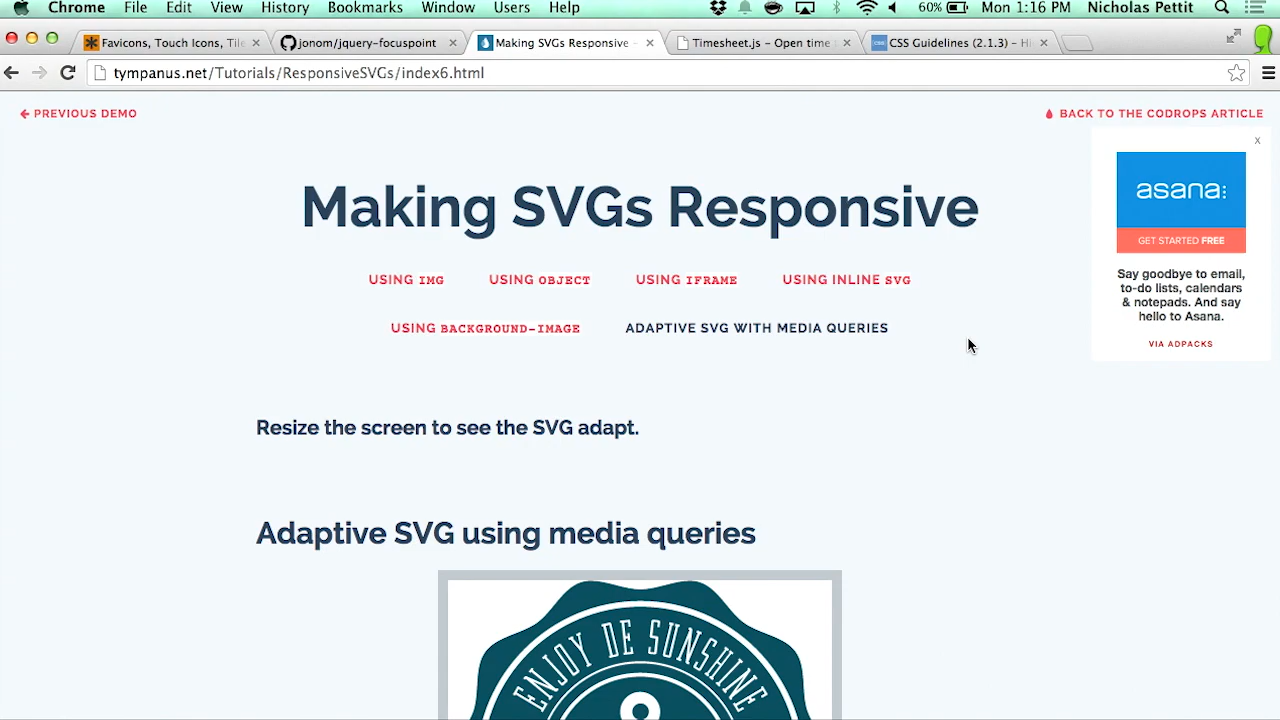 Chrome File Edit View History Bookmarks Window Users Help 60% Mon 1:16 PM Nicholas Pettit
Favicons, Touch Icons, Tile jonom/jquery-focuspoint Making SVGs Responsive - Timesheet.js - Open time CSS Guidelines (2.1.3) – Hi
tympanus.net/Tutorials/ResponsiveSVGs/index6.html
PREVIOUS DEMO
BACK TO THE CODROPS ARTICLE
X
Making SVGs Responsive
USING IMG USING OBJECT USING IFRAME USING INLINE SVG
USING BACKGROUND-IMAGE ADAPTIVE SVG WITH MEDIA QUERIES
asana:
GET STARTED FREE
Say goodbye to email,
to-do lists, calendars
& notepads. And say
hello to Asana.
VIA ADPACKS
Resize the screen to see the SVG adapt.
Adaptive SVG using media queries
ENJOY DE SUNSHINE